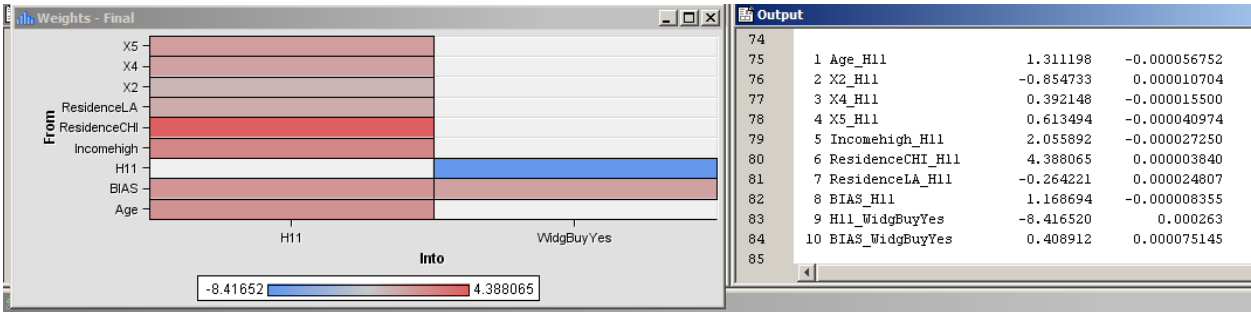 Weights - Final
X5
X4
X2
ResidenceLA
ResidenceCHI
Incomehigh
H11
BIAS
Age
From
H11 WidgBuyYes
Into
-8.41652 4.388065
Output
74
75 1 Age_H11 1.311198 -0.000056752
76 2 X2_H11 -0.854733 0.000010704
77 3 X4_H11 0.392148 -0.000015500
78 4 X5_H11 0.613494 -0.000040974
79 5 Incomehigh_H11 2.055892 -0.000027250
80 6 ResidenceCHI_H11 4.388065 0.000003840
81 7 ResidenceLA_H11 -0.264221 0.000024807
82 8 BIAS_H11 1.168694 -0.000008355
83 9 H11_WidgBuyYes -8.416520 0.000263
84 10 BIAS_WidgBuyYes 0.408912 0.000075145
85